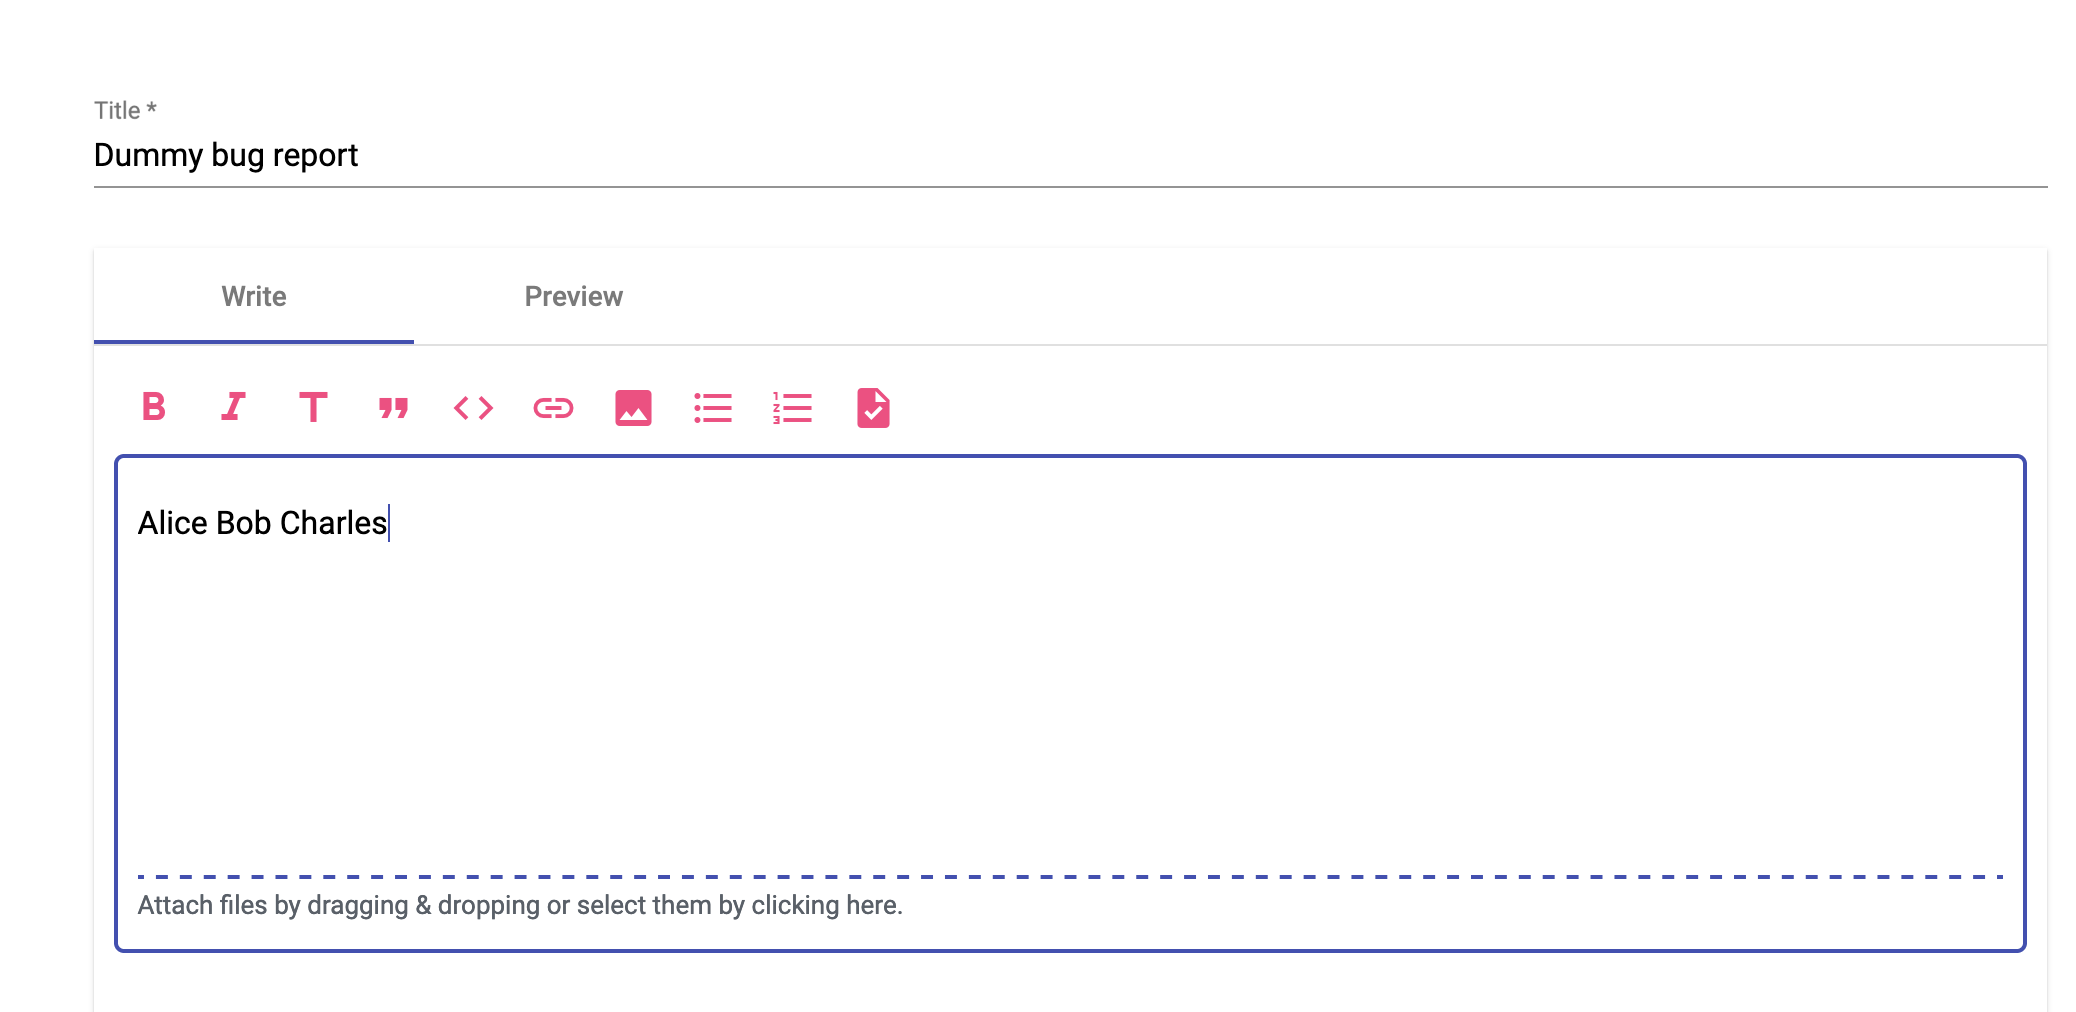 Title *
Dummy bug report
Write Preview
Alice Bob Charles
Attach files by dragging & dropping or select them by clicking here.